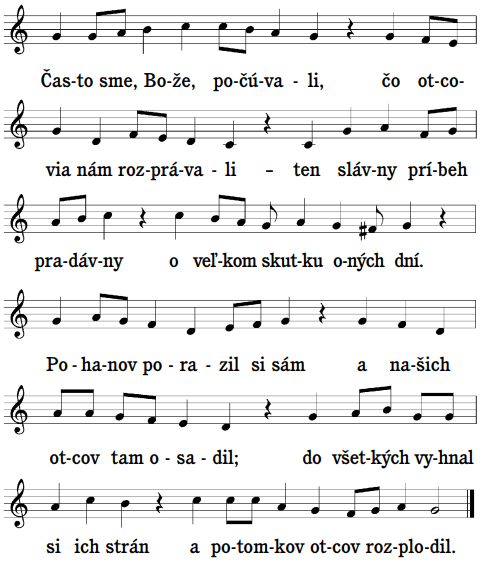 Čas-to sme, Bo-že, po-čú-va - li, čo ot-co-
via nám roz-prá-va - li – ten sláv-ny prí-beh
pra-dáv-ny o veľ-kom skut-ku o-ných dní.
Po - ha-nov po - ra - zil si sám a na-šich
ot-cov tam o - sa - dil; do všet-kých vy-hnal
si ich strán a po-tom-kov ot-cov roz-plo-dil.